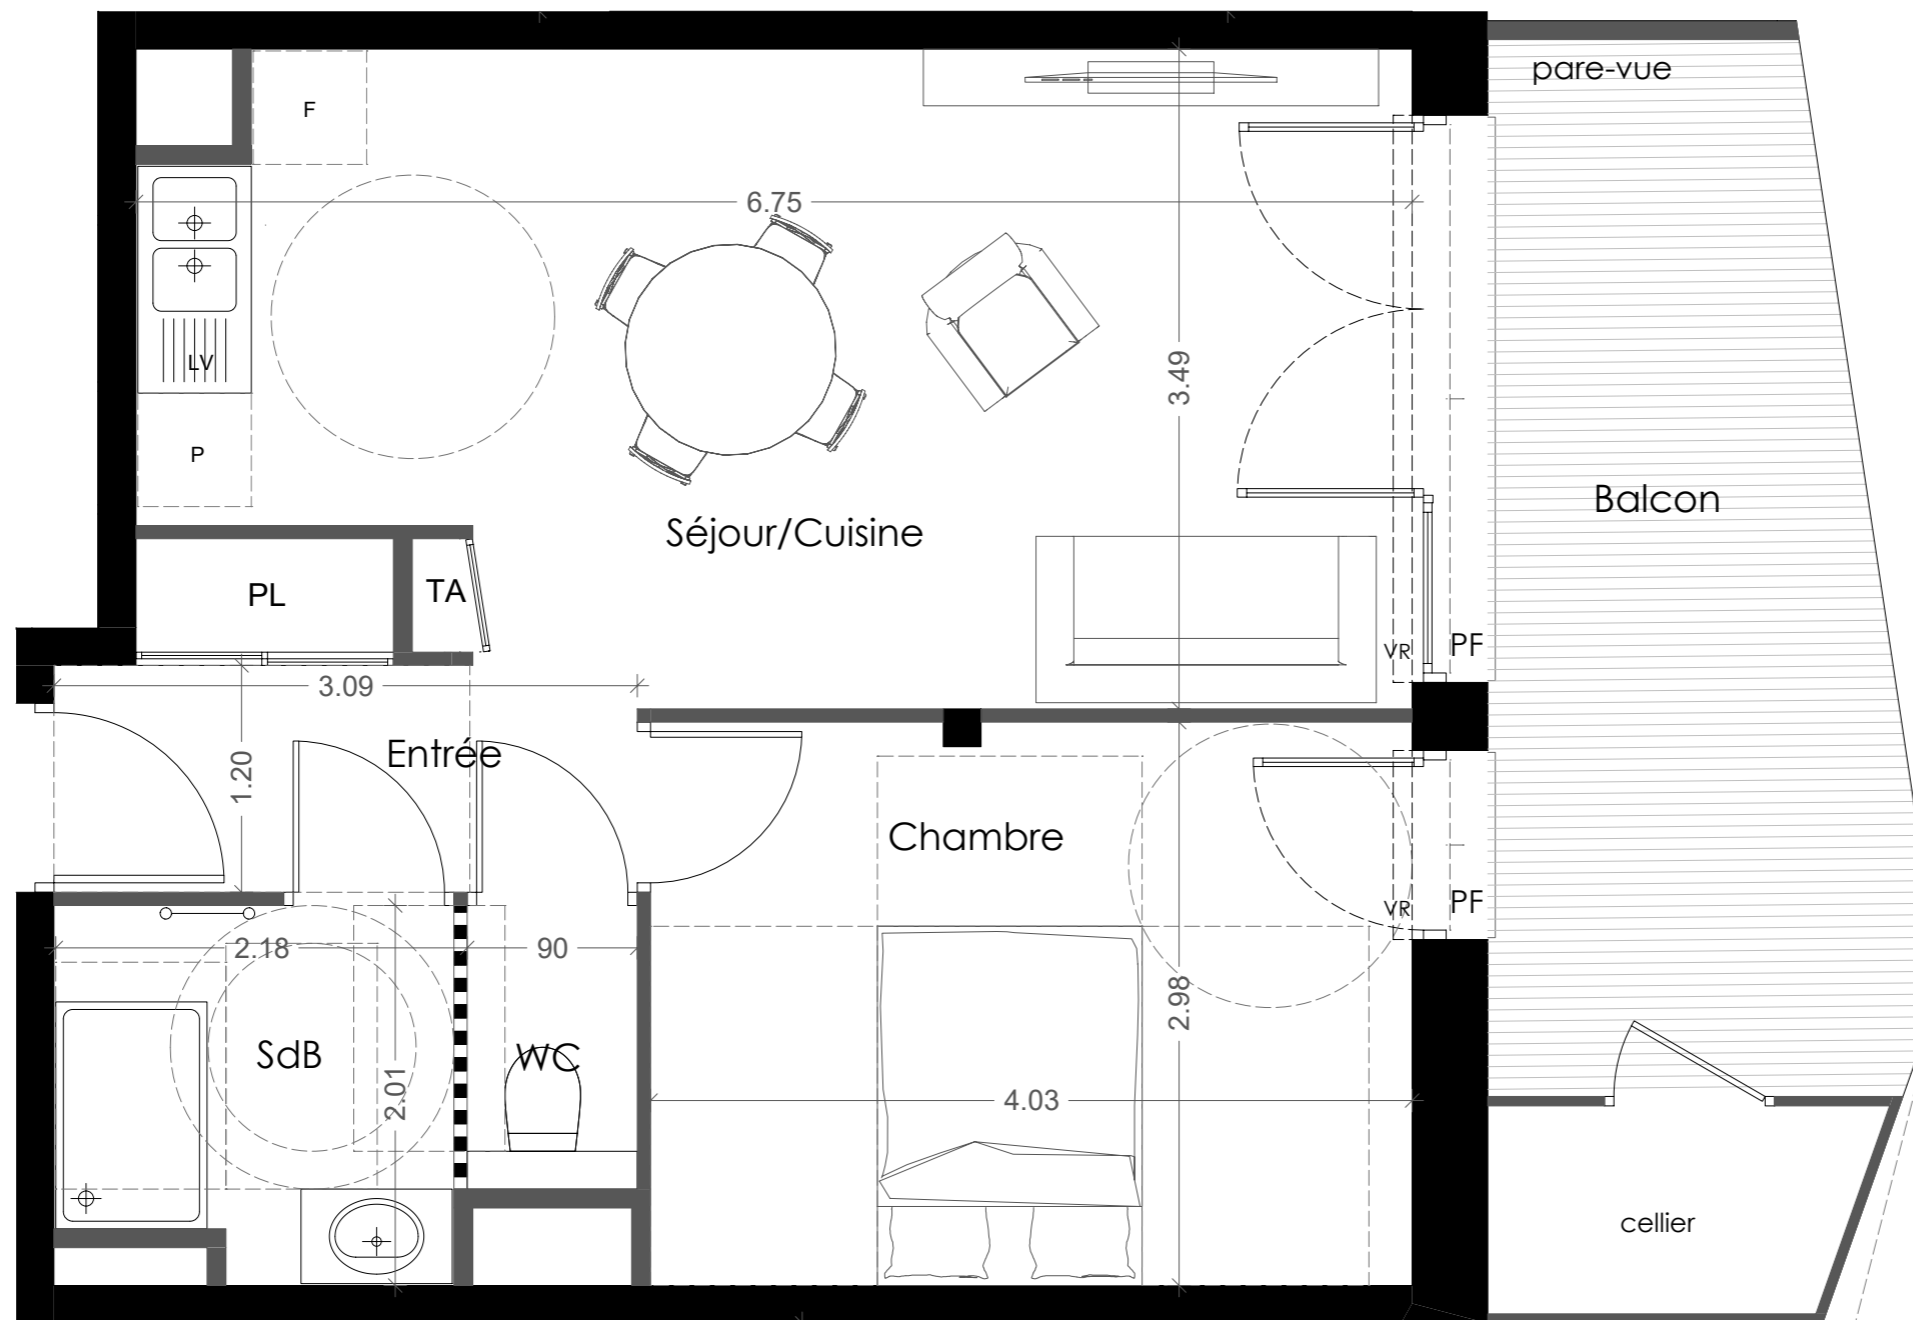 pare-vue
F
6.75
3.49
LV
P
Balcon
Séjour/Cuisine
PL
TA
VR
PF
3.09
Entrée
1.20
Chambre
VR
PF
2.18
90
2.98
SdB
WC
2.01
4.03
cellier